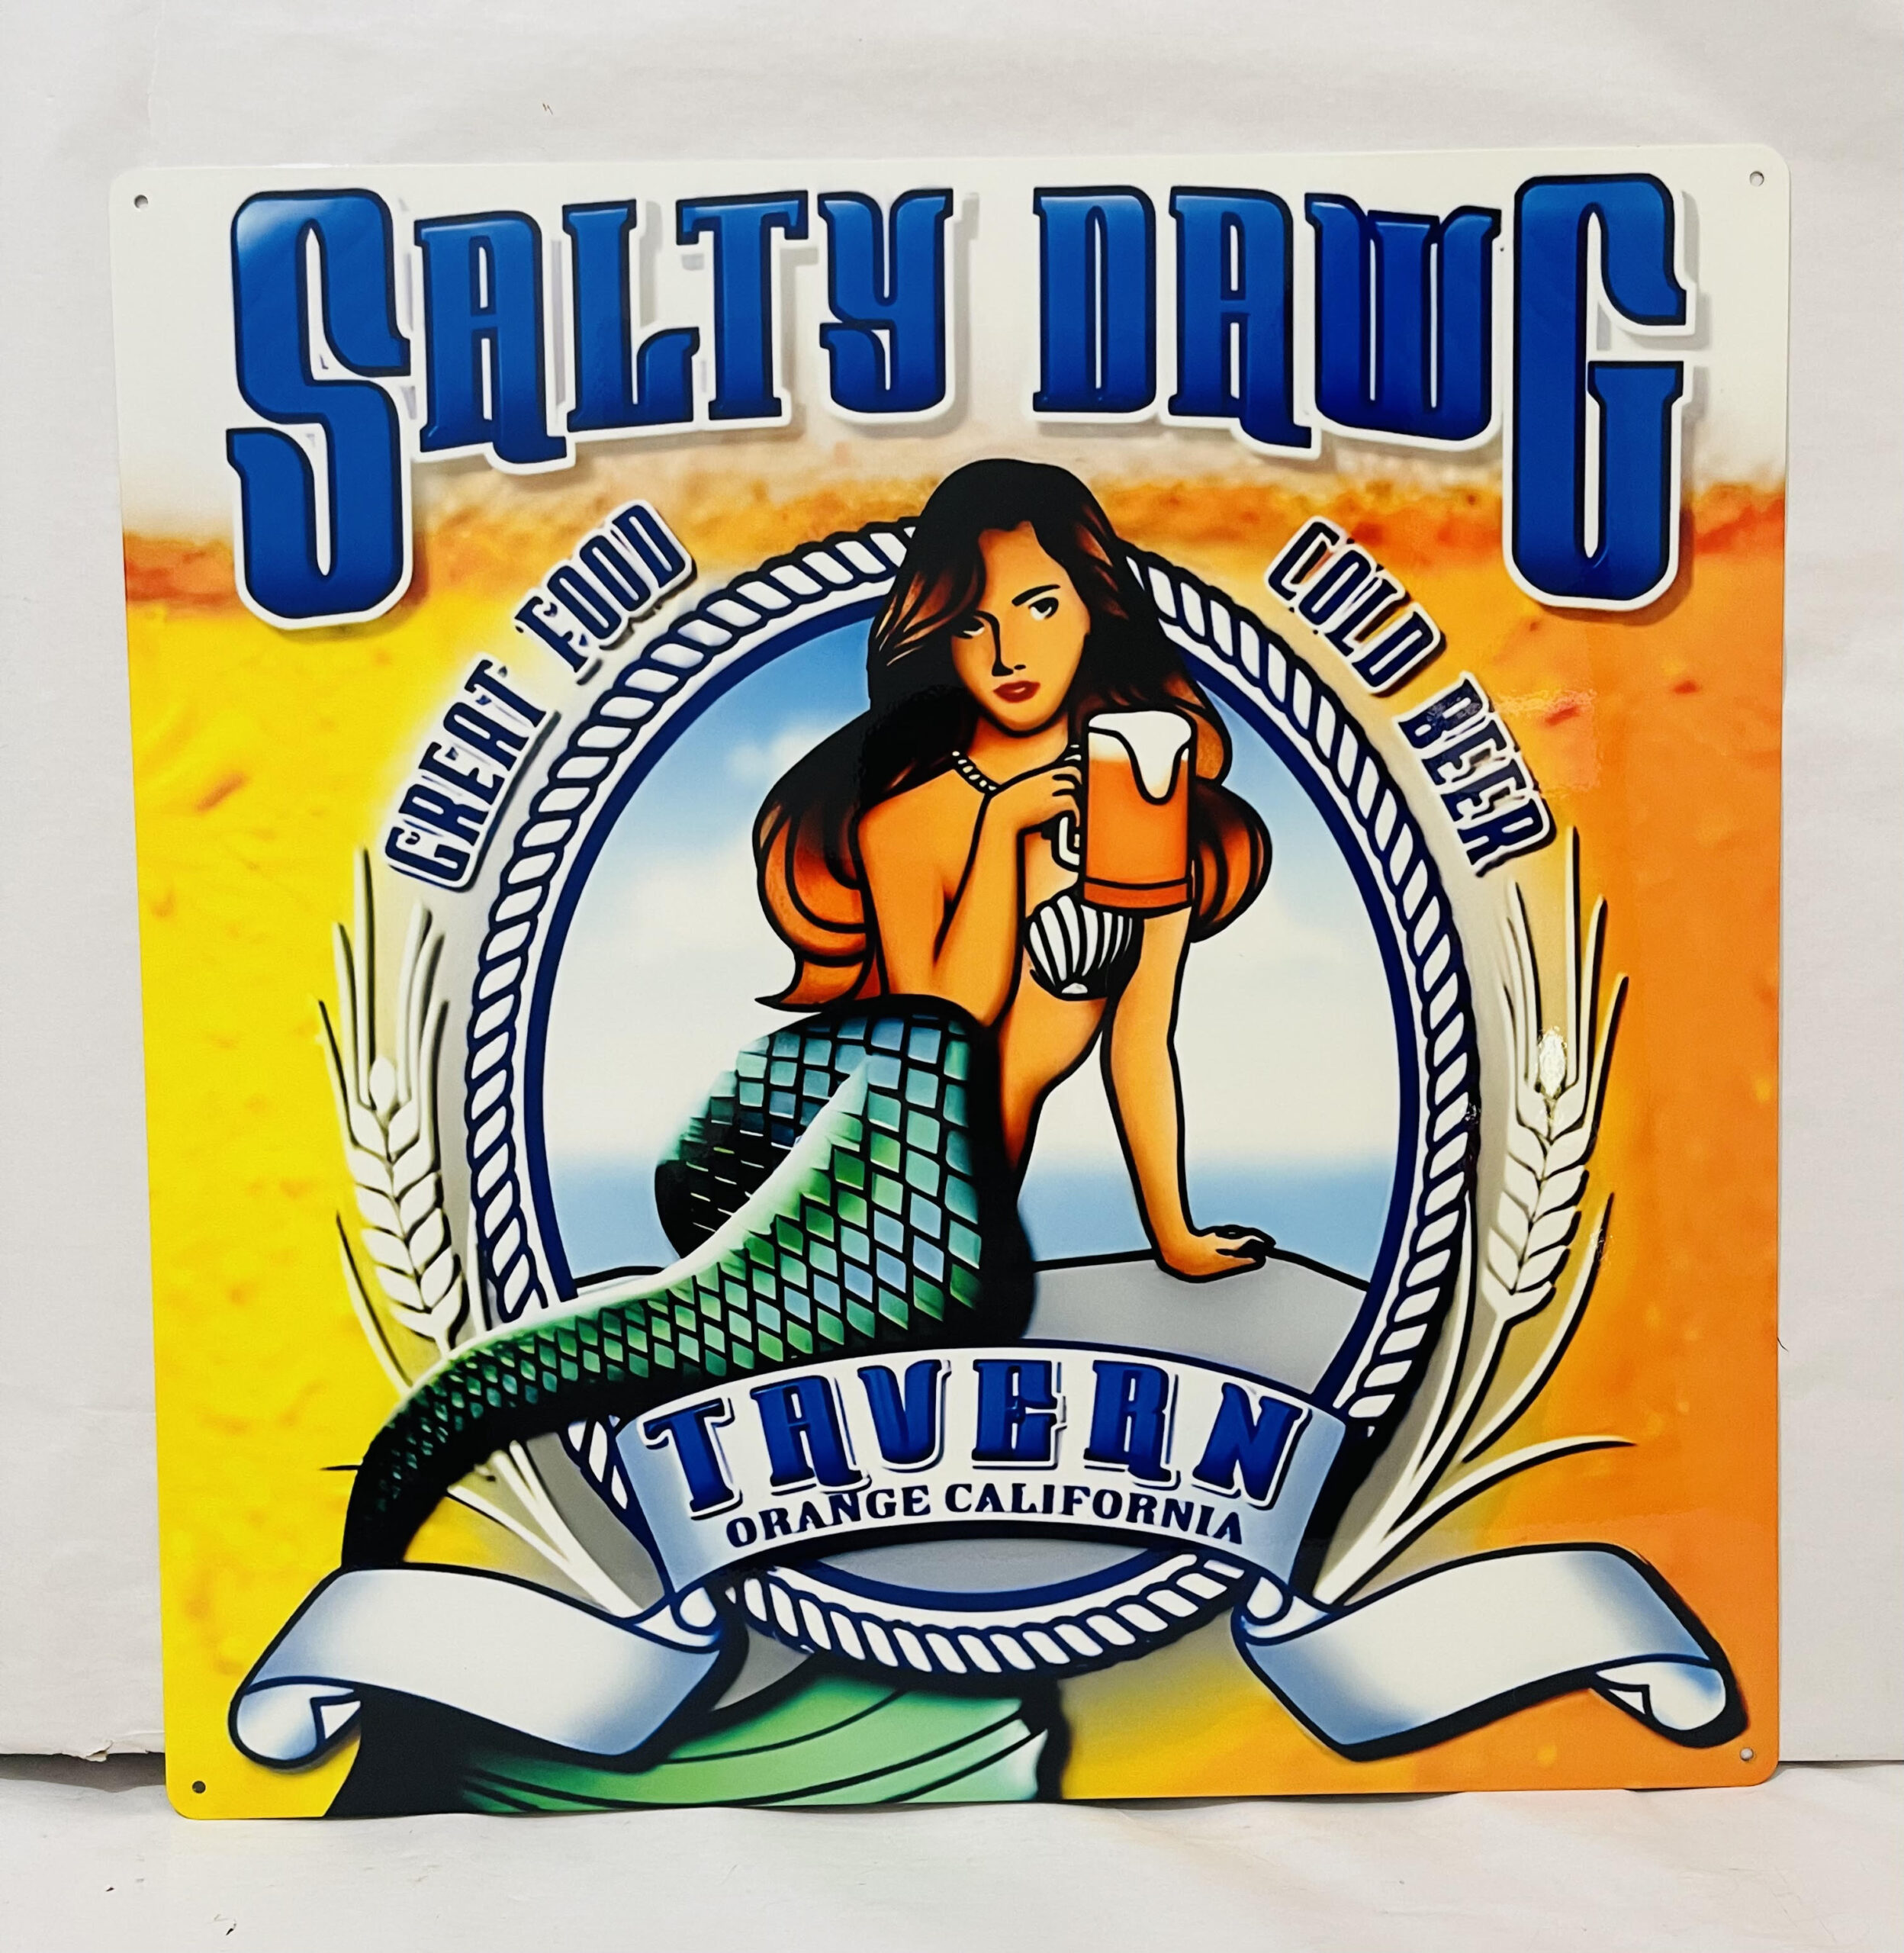 SALTY DAWG
GREAT FOOD
COLD BEER
TAVERN
ORANGE CALIFORNIA